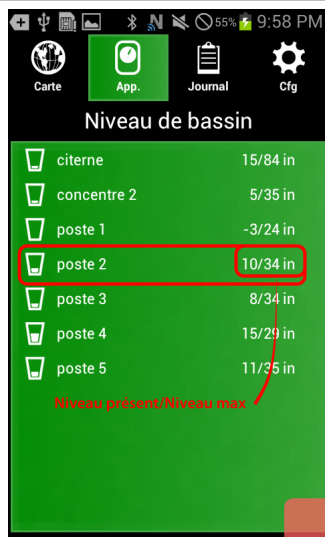 55% 9:58 PM
Carte App. Journal Cfg
Niveau de bassin
citerne 15/84 in
concentre 2 5/35 in
poste 1 -3/24 in
poste 2 10/34 in
poste 3 8/34 in
poste 4 15/29 in
poste 5 11/35 in
Niveau présent/Niveau max